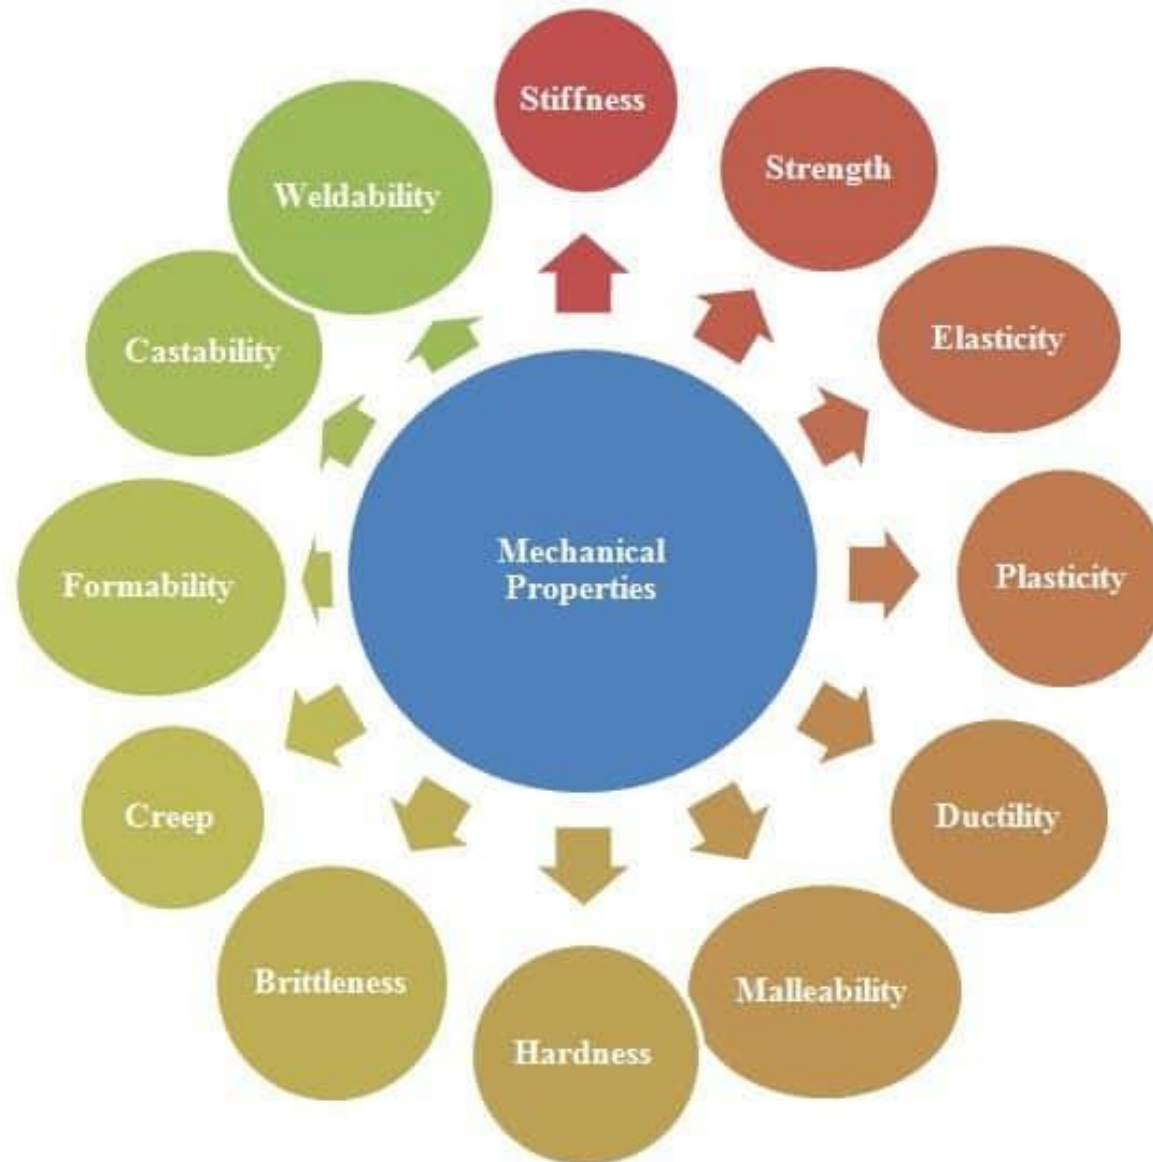 Stiffness
Strength
Elasticity
Plasticity
Ductility
Malleability
Hardness
Brittleness
Creep
Formability
Castability
Weldability
Mechanical
Properties